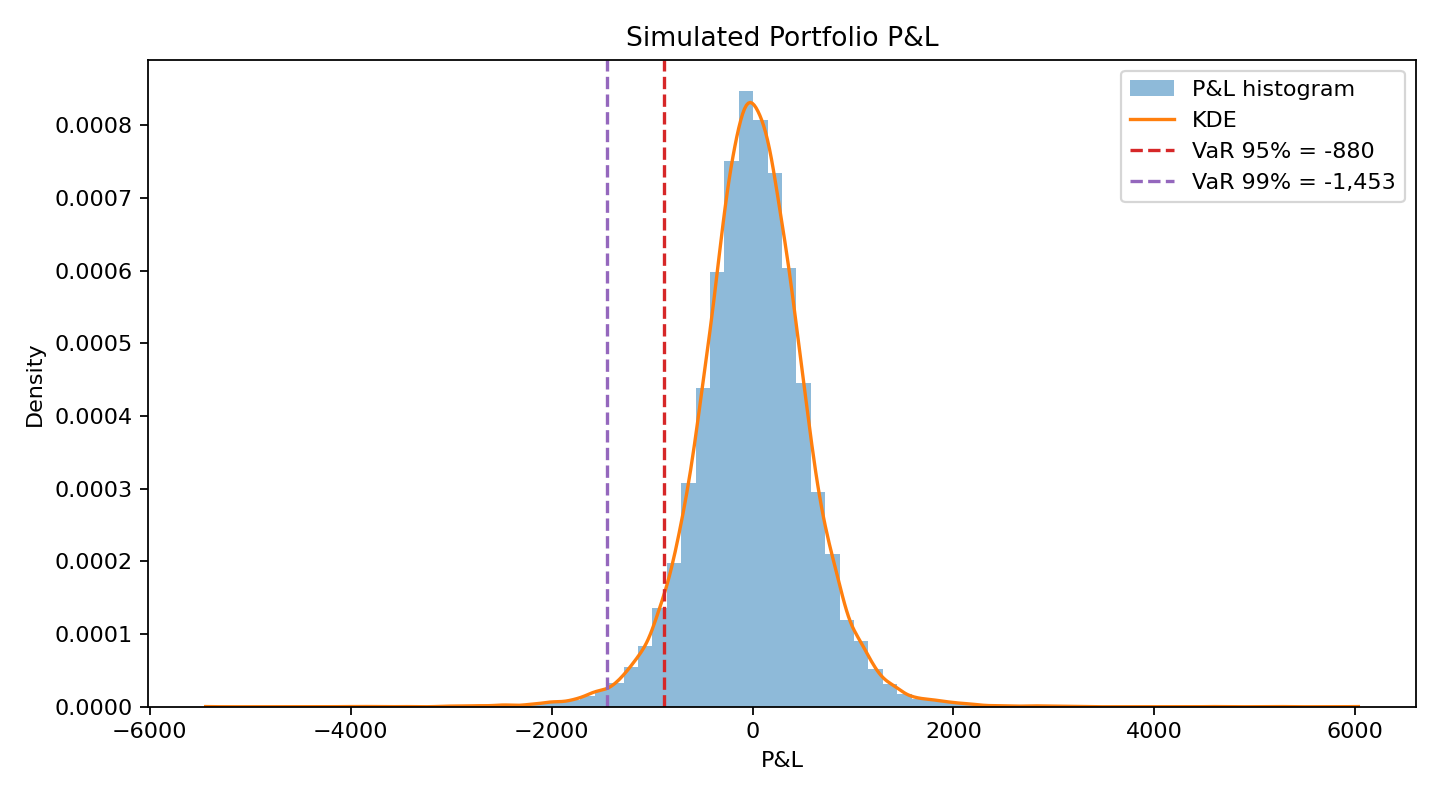 Simulated Portfolio P&L
P&L histogram
KDE
VaR 95% = -880
VaR 99% = -1,453
Density
0.0008
0.0007
0.0006
0.0005
0.0004
0.0003
0.0002
0.0001
0.0000
−6000 −4000 −2000 0 2000 4000 6000
P&L